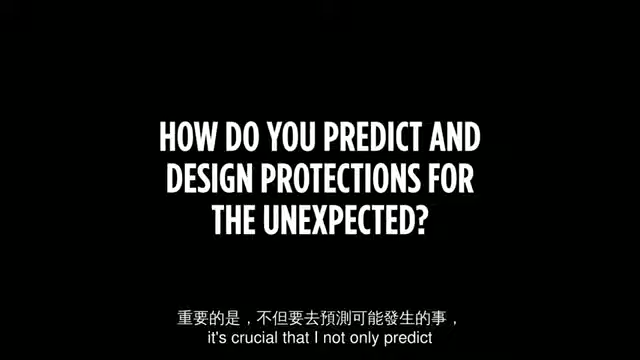 HOW DO YOU PREDICT AND
DESIGN PROTECTIONS FOR
THE UNEXPECTED?
重要的是，不但要去預測可能發生的事，
it's crucial that I not only predict